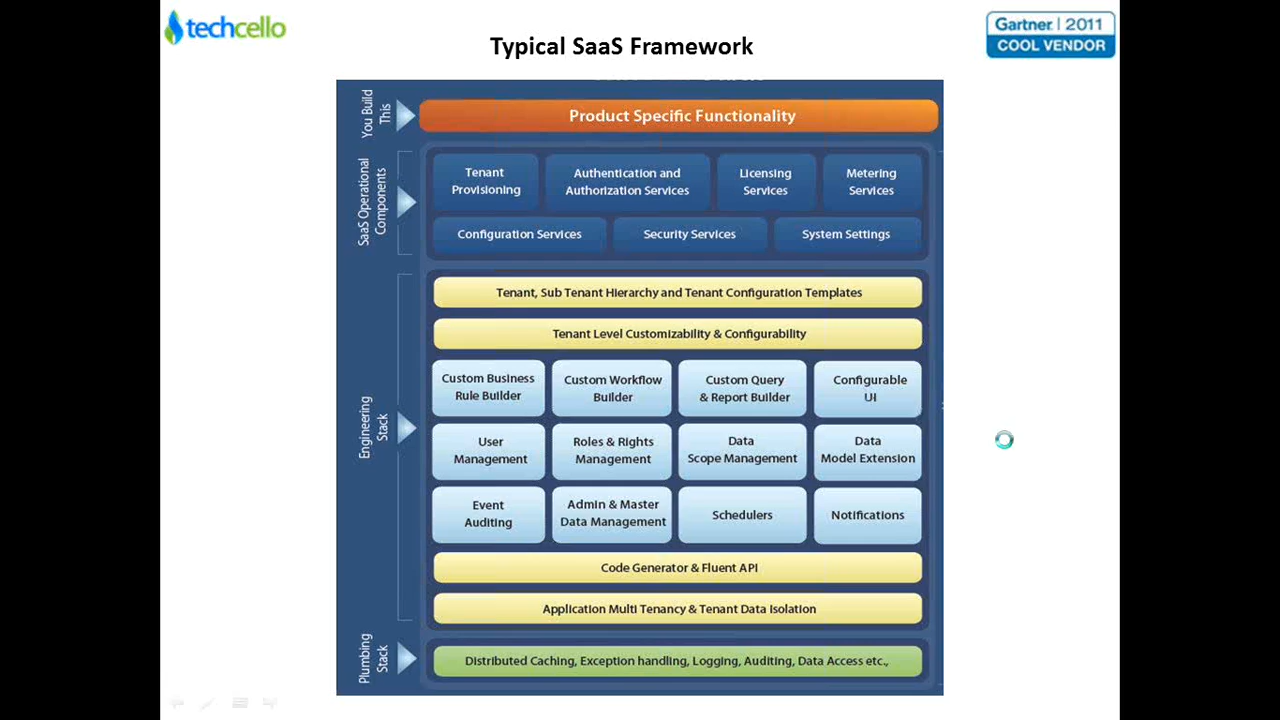 techcello
Gartner | 2011
COOL VENDOR
Typical SaaS Framework
You Build
This
Product Specific Functionality
SaaS Operational
Components
Tenant
Provisioning
Authentication and
Authorization Services
Licensing
Services
Metering
Services
Configuration Services
Security Services
System Settings
Engineering
Stack
Tenant, Sub Tenant Hierarchy and Tenant Configuration Templates
Tenant Level Customizability & Configurability
Custom Business
Rule Builder
Custom Workflow
Builder
Custom Query
& Report Builder
Configurable
UI
User
Management
Roles & Rights
Management
Data
Scope Management
Data
Model Extension
Event
Auditing
Admin & Master
Data Management
Schedulers
Notifications
Code Generator & Fluent API
Application Multi Tenancy & Tenant Data Isolation
Plumbing
Stack
Distributed Caching, Exception handling, Logging, Auditing, Data Access etc.,